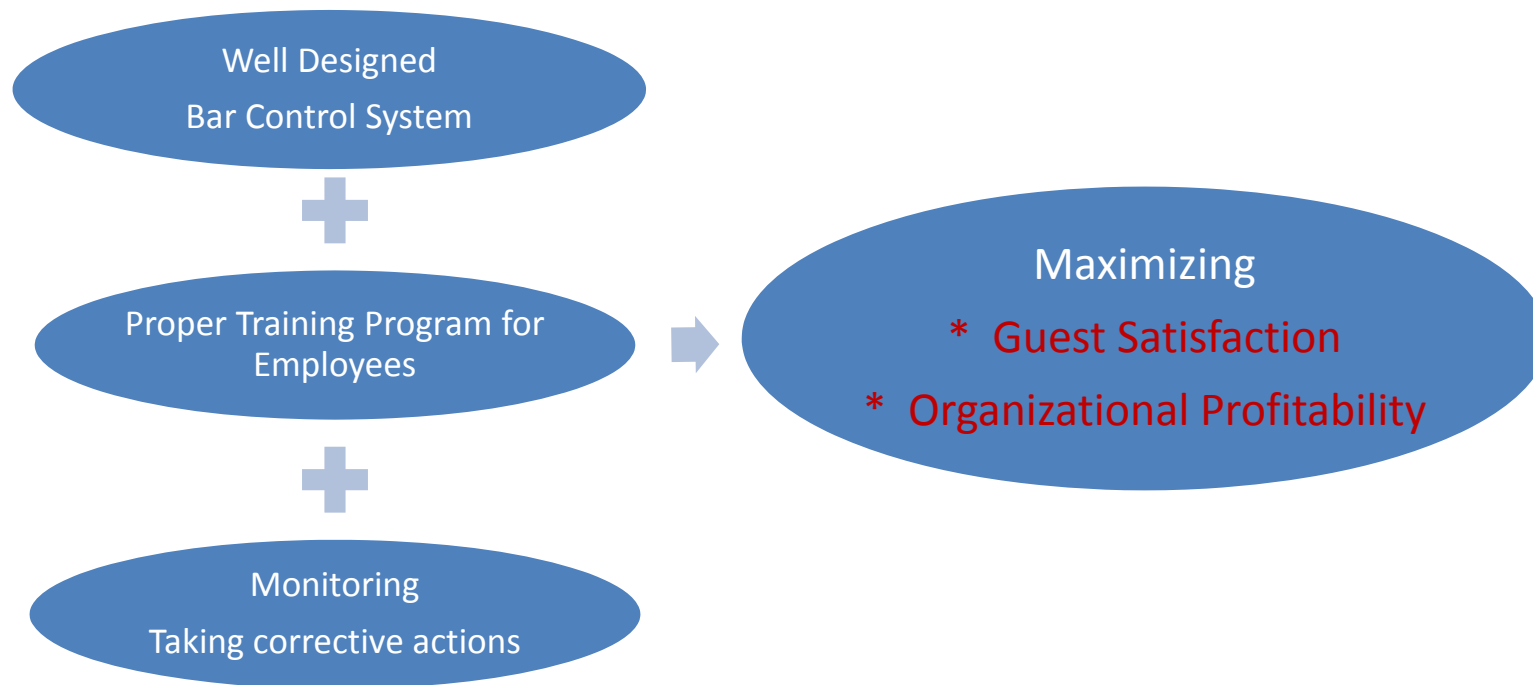 Well Designed
Bar Control System
Proper Training Program for
Employees
Monitoring
Taking corrective actions
Maximizing
* Guest Satisfaction
* Organizational Profitability